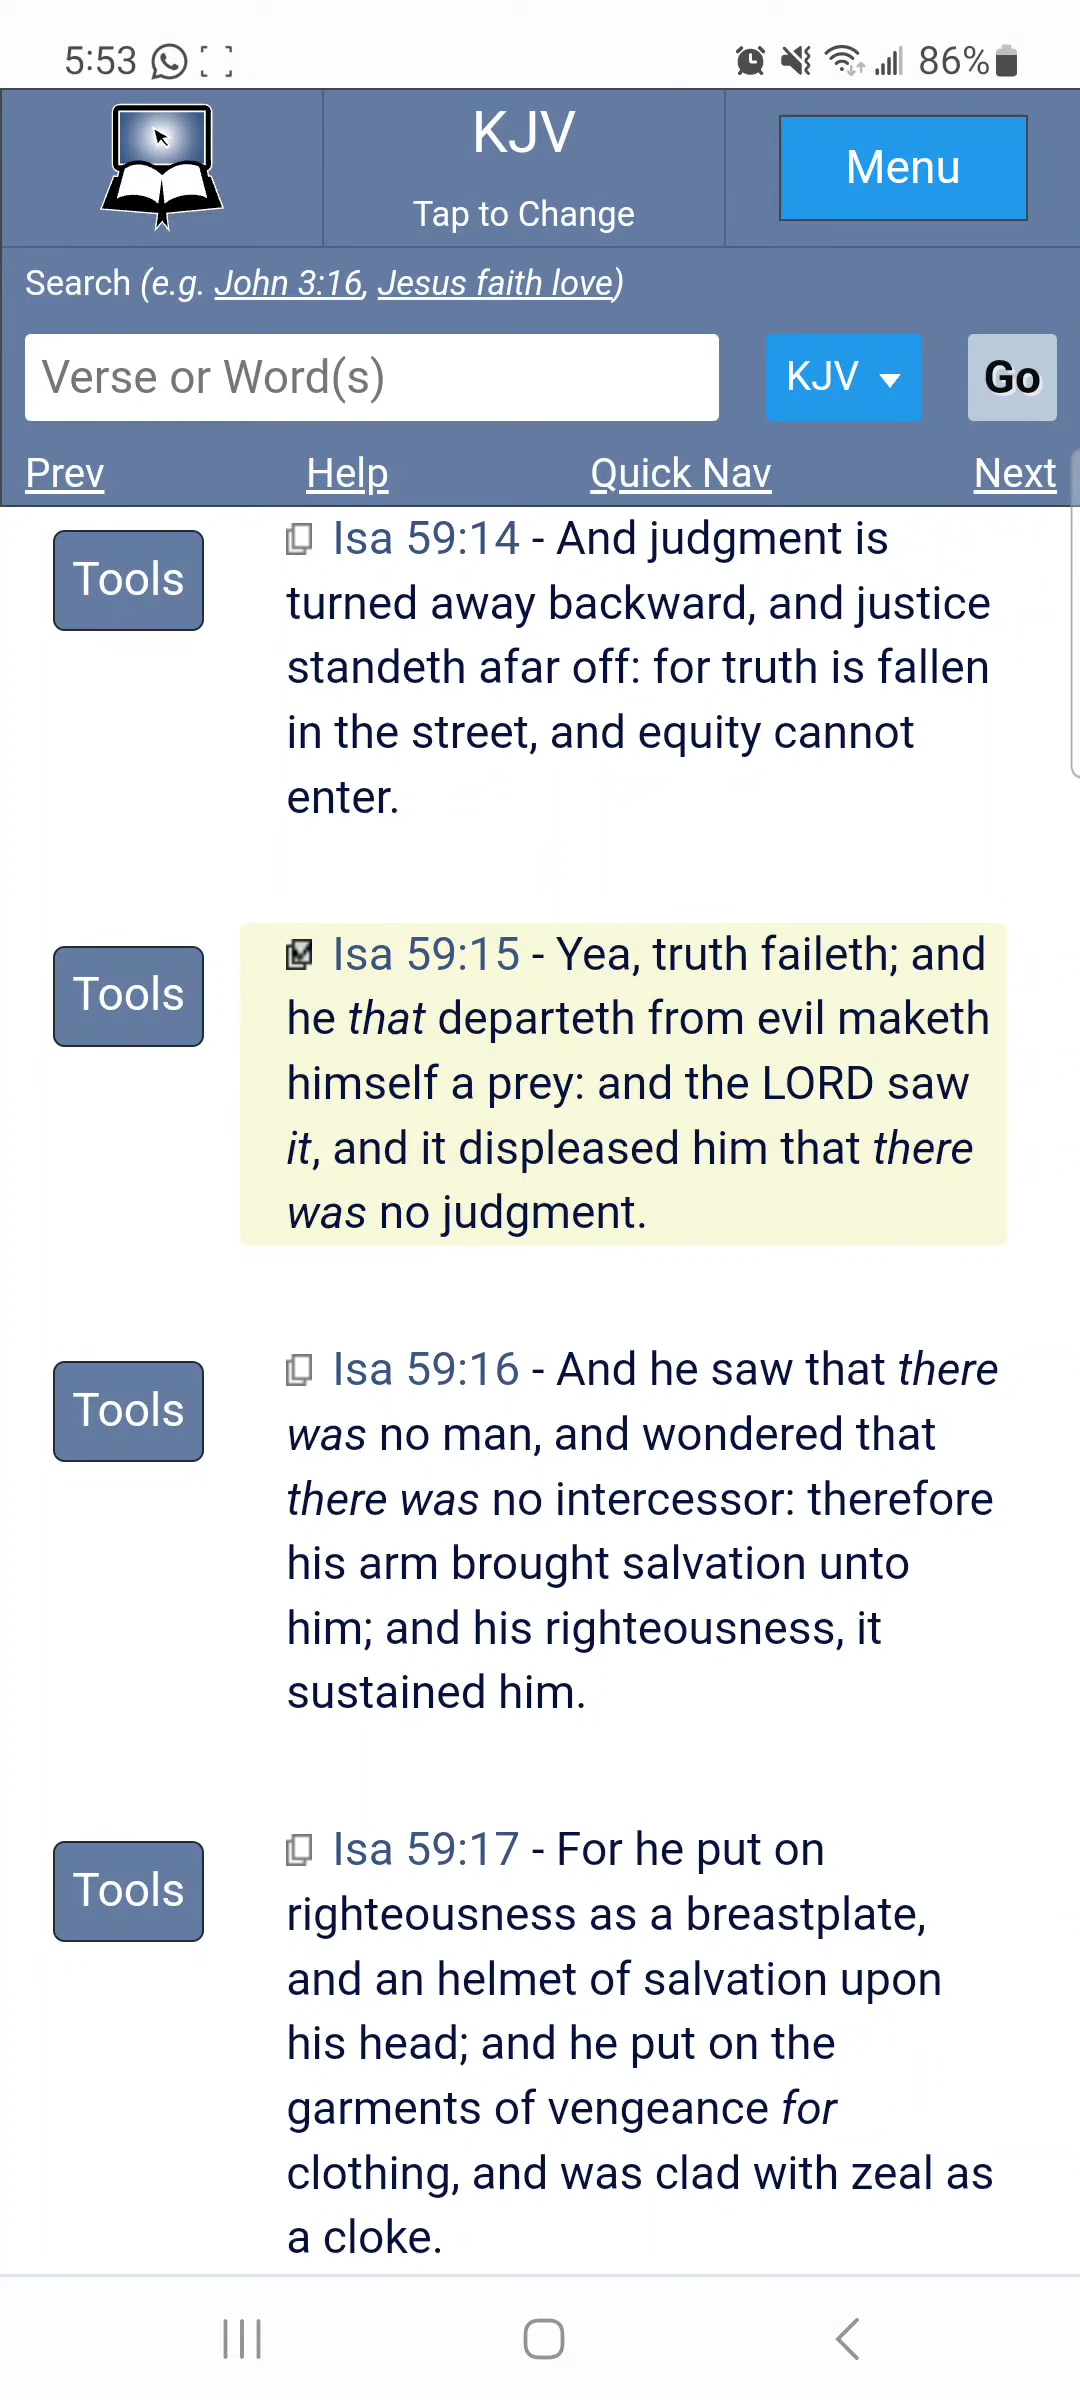 5:53 86%
KJV
Tap to Change
Menu
Search (e.g. John 3:16, Jesus faith love)
Verse or Word(s)
KJV
Go
Prev Help Quick Nav Next
Tools
Isa 59:14 - And judgment is
turned away backward, and justice
standeth afar off: for truth is fallen
in the street, and equity cannot
enter.
Tools
Isa 59:15 - Yea, truth faileth; and
he that departeth from evil maketh
himself a prey: and the LORD saw
it, and it displeased him that there
was no judgment.
Tools
Isa 59:16 - And he saw that there
was no man, and wondered that
there was no intercessor: therefore
his arm brought salvation unto
him; and his righteousness, it
sustained him.
Tools
Isa 59:17 - For he put on
righteousness as a breastplate,
and an helmet of salvation upon
his head; and he put on the
garments of vengeance for
clothing, and was clad with zeal as
a cloke.